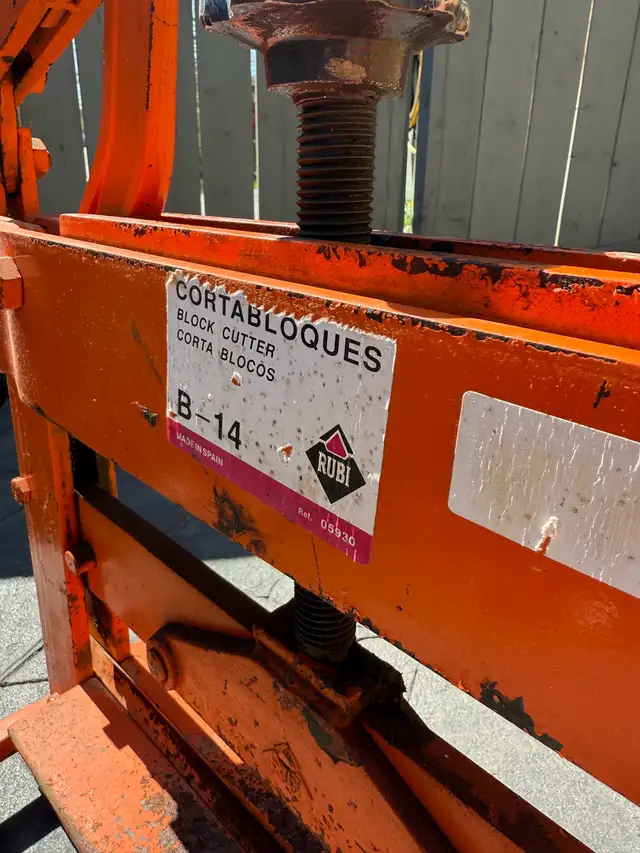 CORTABLOQUES
BLOCK CUTTER
CORTA BLOCOS
B-14
MADE IN SPAIN
RUBI
Ref. 05930